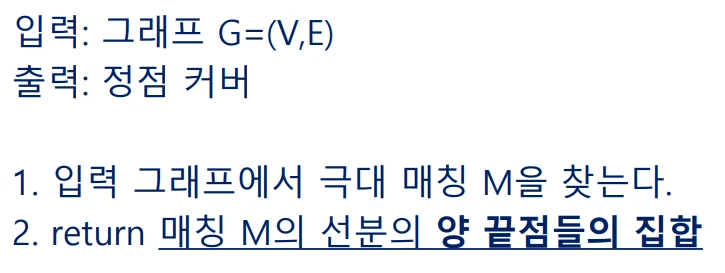 입력: 그래프 G=(V,E)
출력: 정점 커버
1. 입력 그래프에서 극대 매칭 M을 찾는다.
2. return 매칭 M의 선분의 양 끝점들의 집합